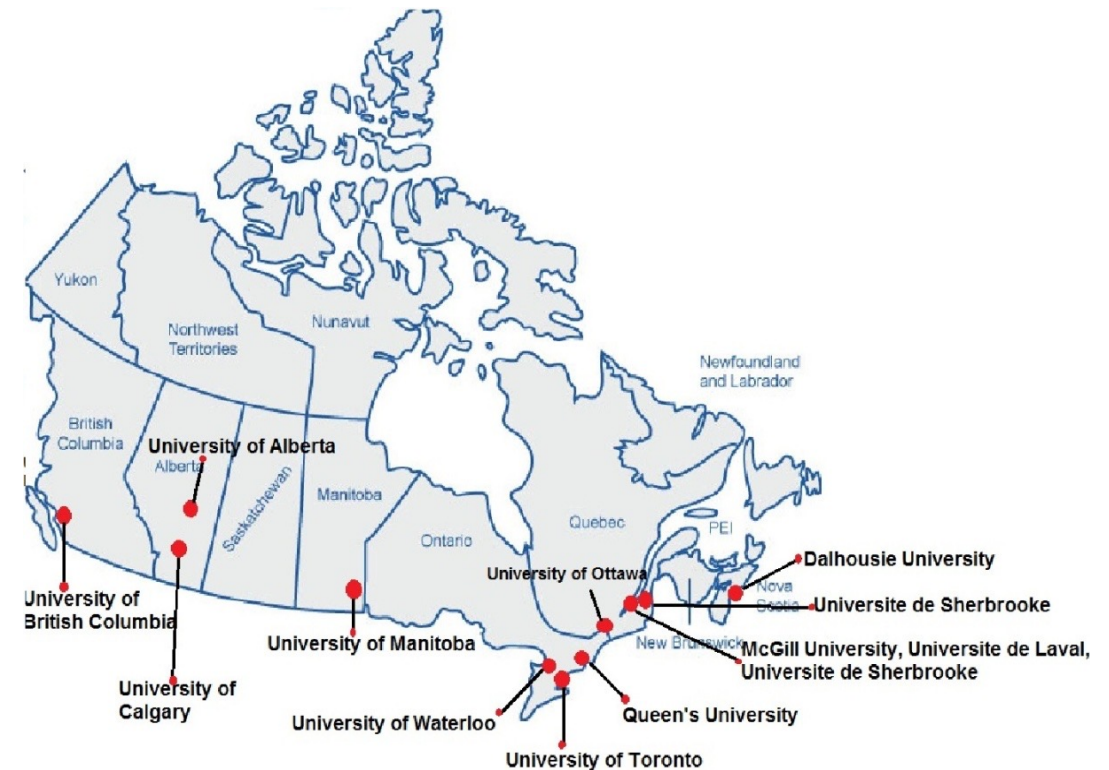 Yukon
Northwest
Territories
Nunavut
Newfoundland
and Labrador
British
Columbia
University of Alberta
Alberta
Saskatchewan
Manitoba
Ontario
Quebec
PEI
University of Ottawa
Dalhousie University
Nova
Scotia
Universite de Sherbrooke
University of
British Columbia
University of Manitoba
New Brunswick
McGill University, Universite de Laval,
Universite de Sherbrooke
University of
Calgary
University of Waterloo
Queen's University
University of Toronto